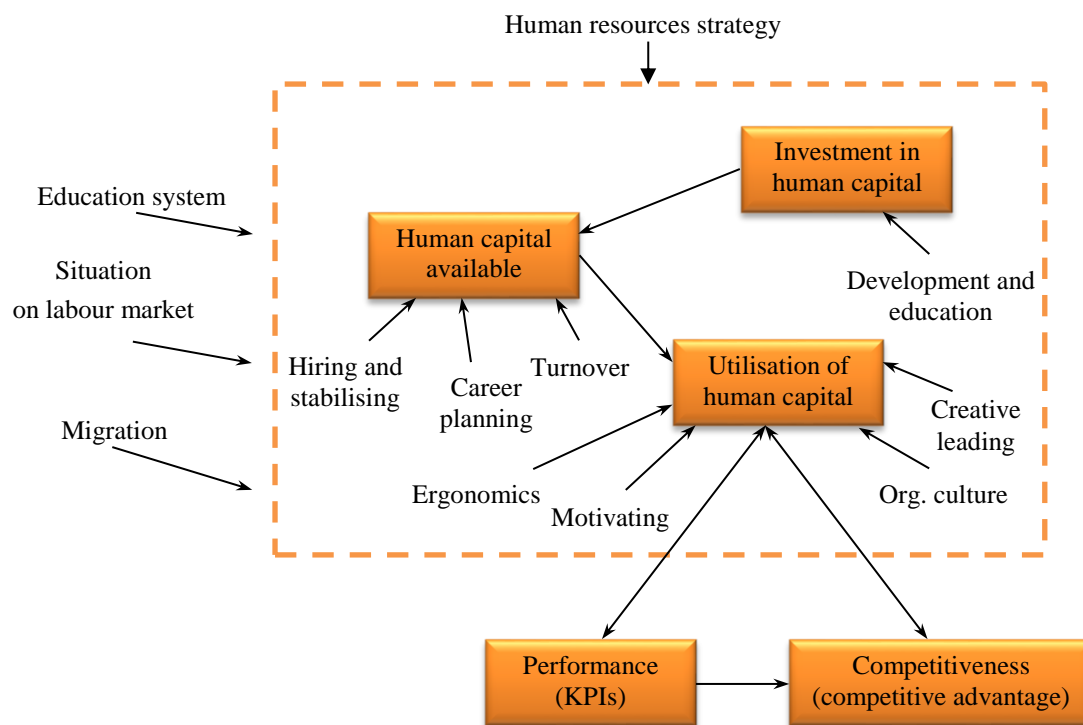 Human resources strategy
Investment in
human capital
Education system
Human capital
available
Situation
on labour market
Development and
education
Hiring and
stabilising
Career
planning
Turnover
Utilisation of
human capital
Creative
leading
Migration
Ergonomics
Motivating
Org. culture
Performance
(KPIs)
Competitiveness
(competitive advantage)